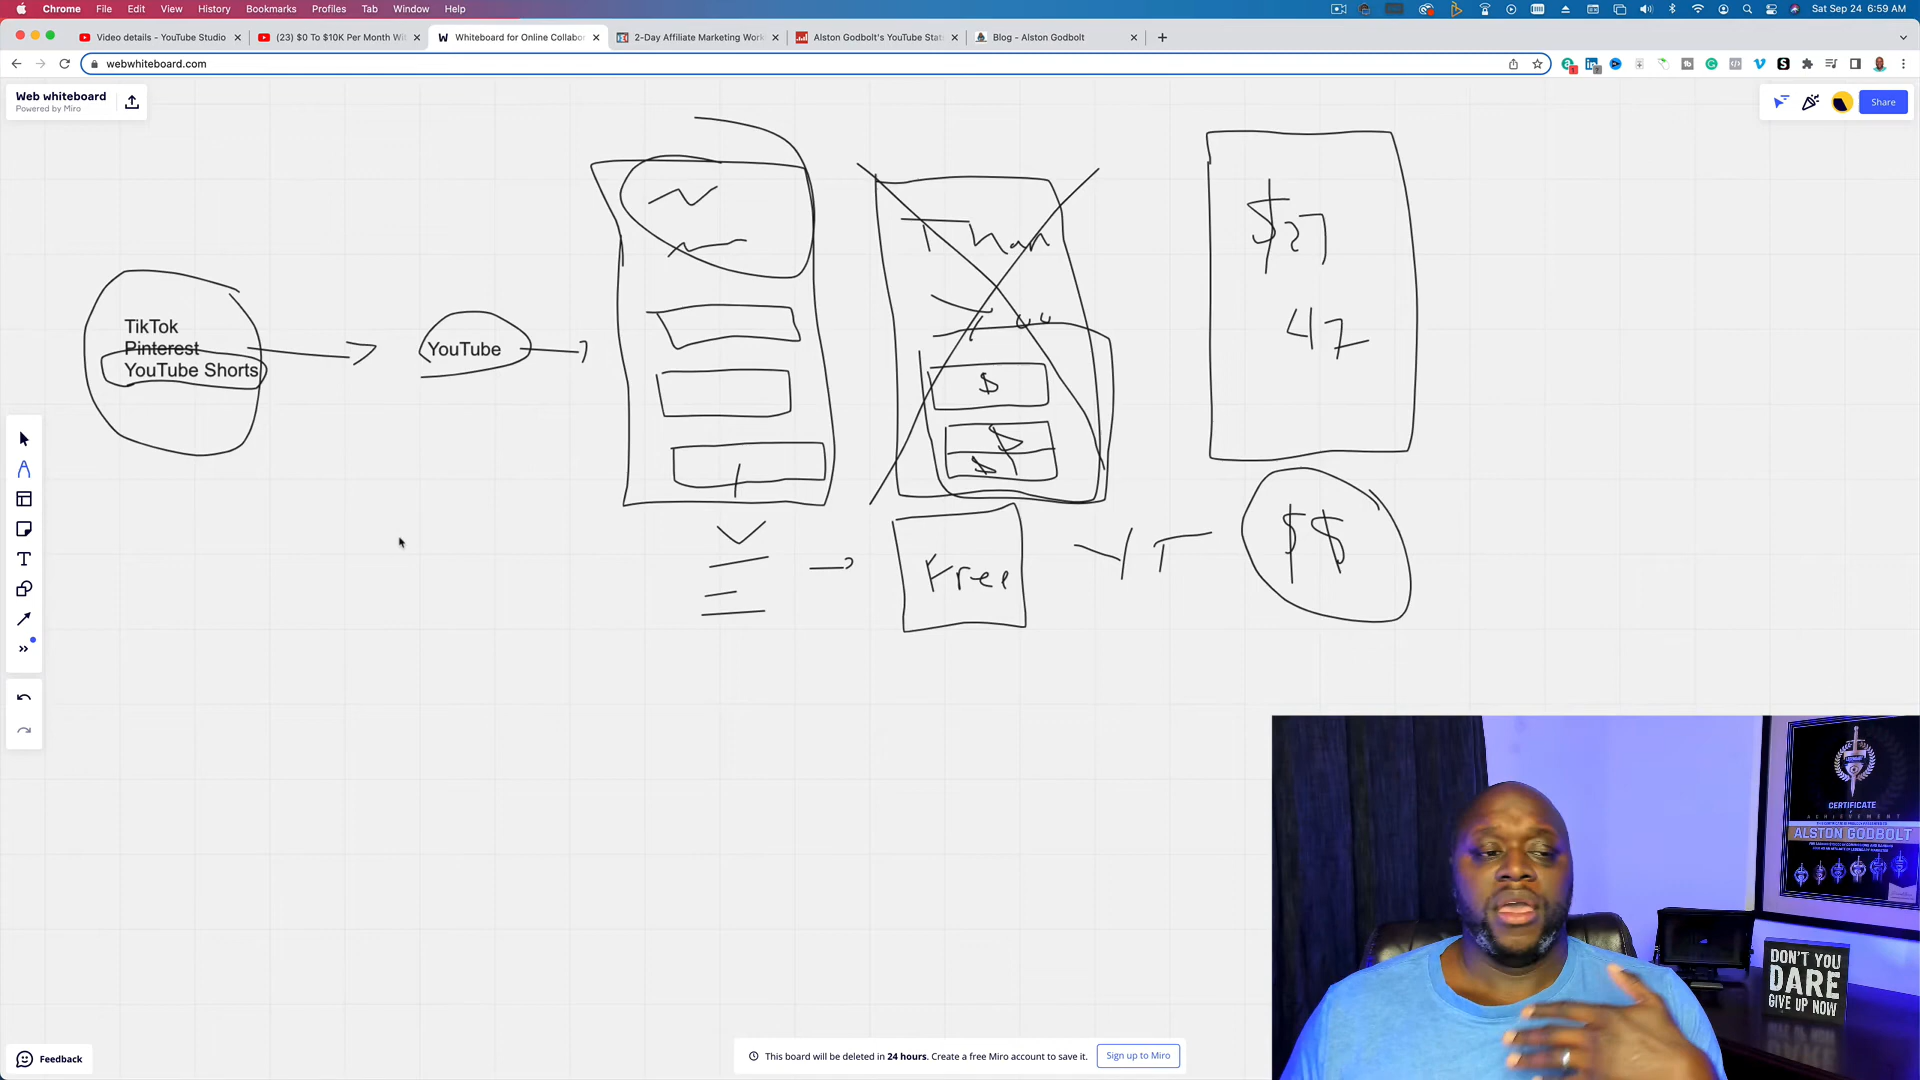 Chrome File Edit View History Bookmarks Profiles Tab Window Help
Sat Sep 24 6:59 AM
Video details - YouTube Studio
(23) $0 To $10K Per Month Wi
Whiteboard for Online Collabor
2-Day Affiliate Marketing Work
Alston Godbolt's YouTube Stat
Blog - Alston Godbolt
webwhiteboard.com
Web whiteboard
Powered by Miro
Share
TikTok
Pinterest
YouTube Shorts
YouTube
Than
$
$
$
$27
47
Free
YT
$$
CERTIFICATE
ACHIEVEMENT
ALSTON GODBOLT
DON'T YOU
DARE
GIVE UP NOW
Feedback
This board will be deleted in 24 hours. Create a free Miro account to save it.
Sign up to Miro